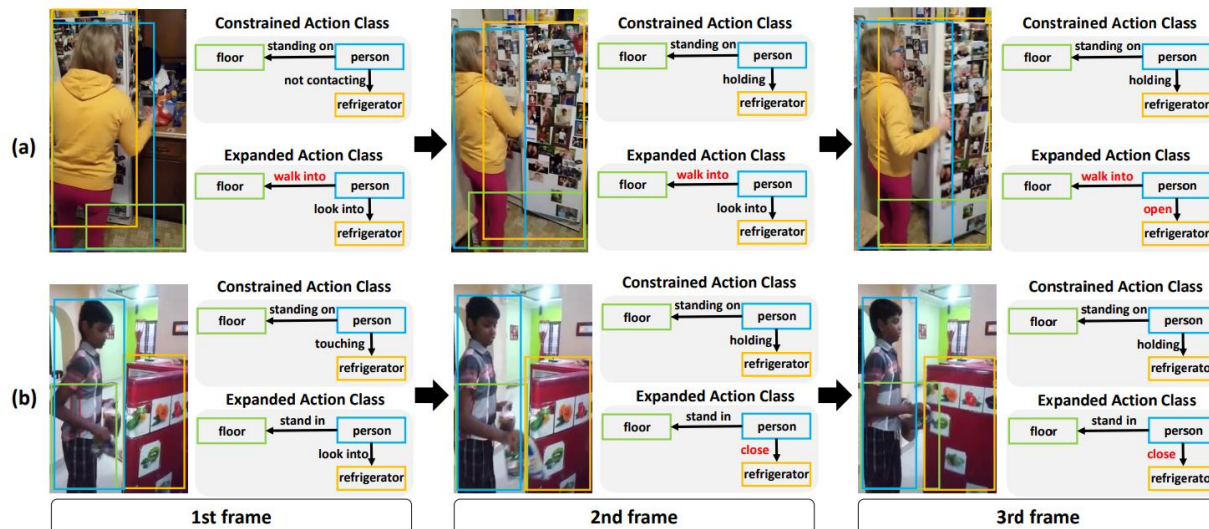 (a)
Constrained Action Class
floor
standing on
person
not contacting
refrigerator
Expanded Action Class
floor
walk into
person
look into
refrigerator
Constrained Action Class
floor
standing on
person
holding
refrigerator
Expanded Action Class
floor
walk into
person
look into
refrigerator
Constrained Action Class
floor
standing on
person
holding
refrigerator
Expanded Action Class
floor
walk into
person
open
refrigerator
(b)
Constrained Action Class
floor
standing on
person
touching
refrigerator
Expanded Action Class
floor
stand in
person
look into
refrigerator
Constrained Action Class
floor
standing on
person
holding
refrigerator
Expanded Action Class
floor
stand in
person
close
refrigerator
Constrained Action Class
floor
standing on
person
holding
refrigerator
Expanded Action Class
floor
stand in
person
close
refrigerator
1st frame
2nd frame
3rd frame